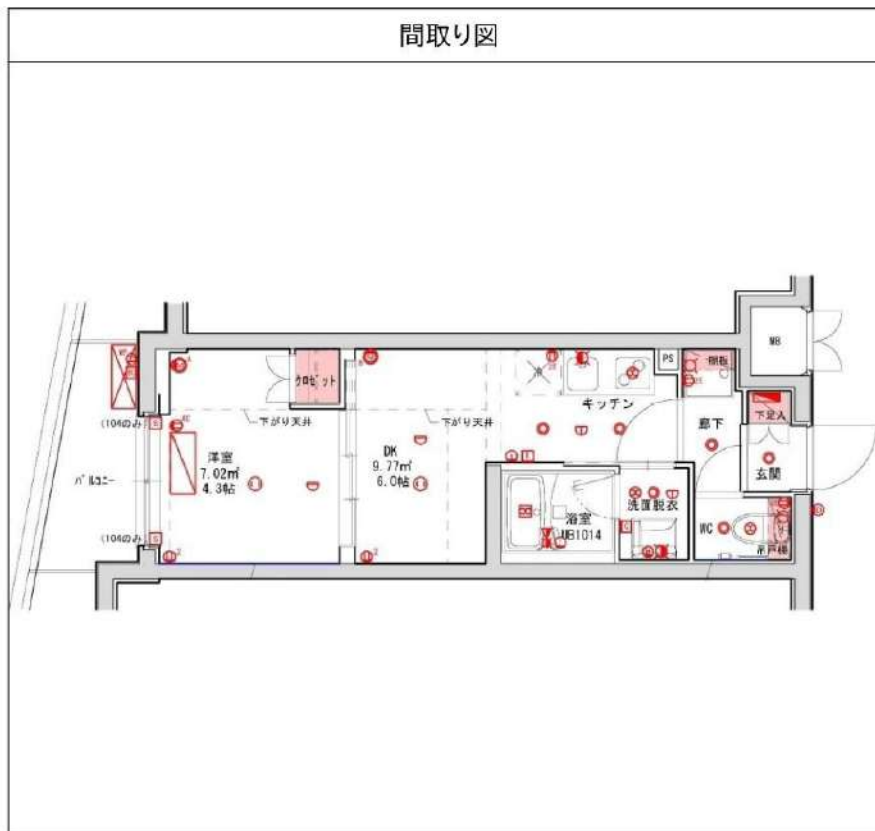 間取り図
MB
PS
棚板
クロゼット
キッチン
下足入
(104のみ)
S
下がり天井
下がり天井
廊下
洋室
7.02㎡
4.3帖
DK
9.77㎡
6.0帖
玄関
バルコニー
浴室
UB1014
洗面脱衣
WC
吊戸棚
(104のみ)
S